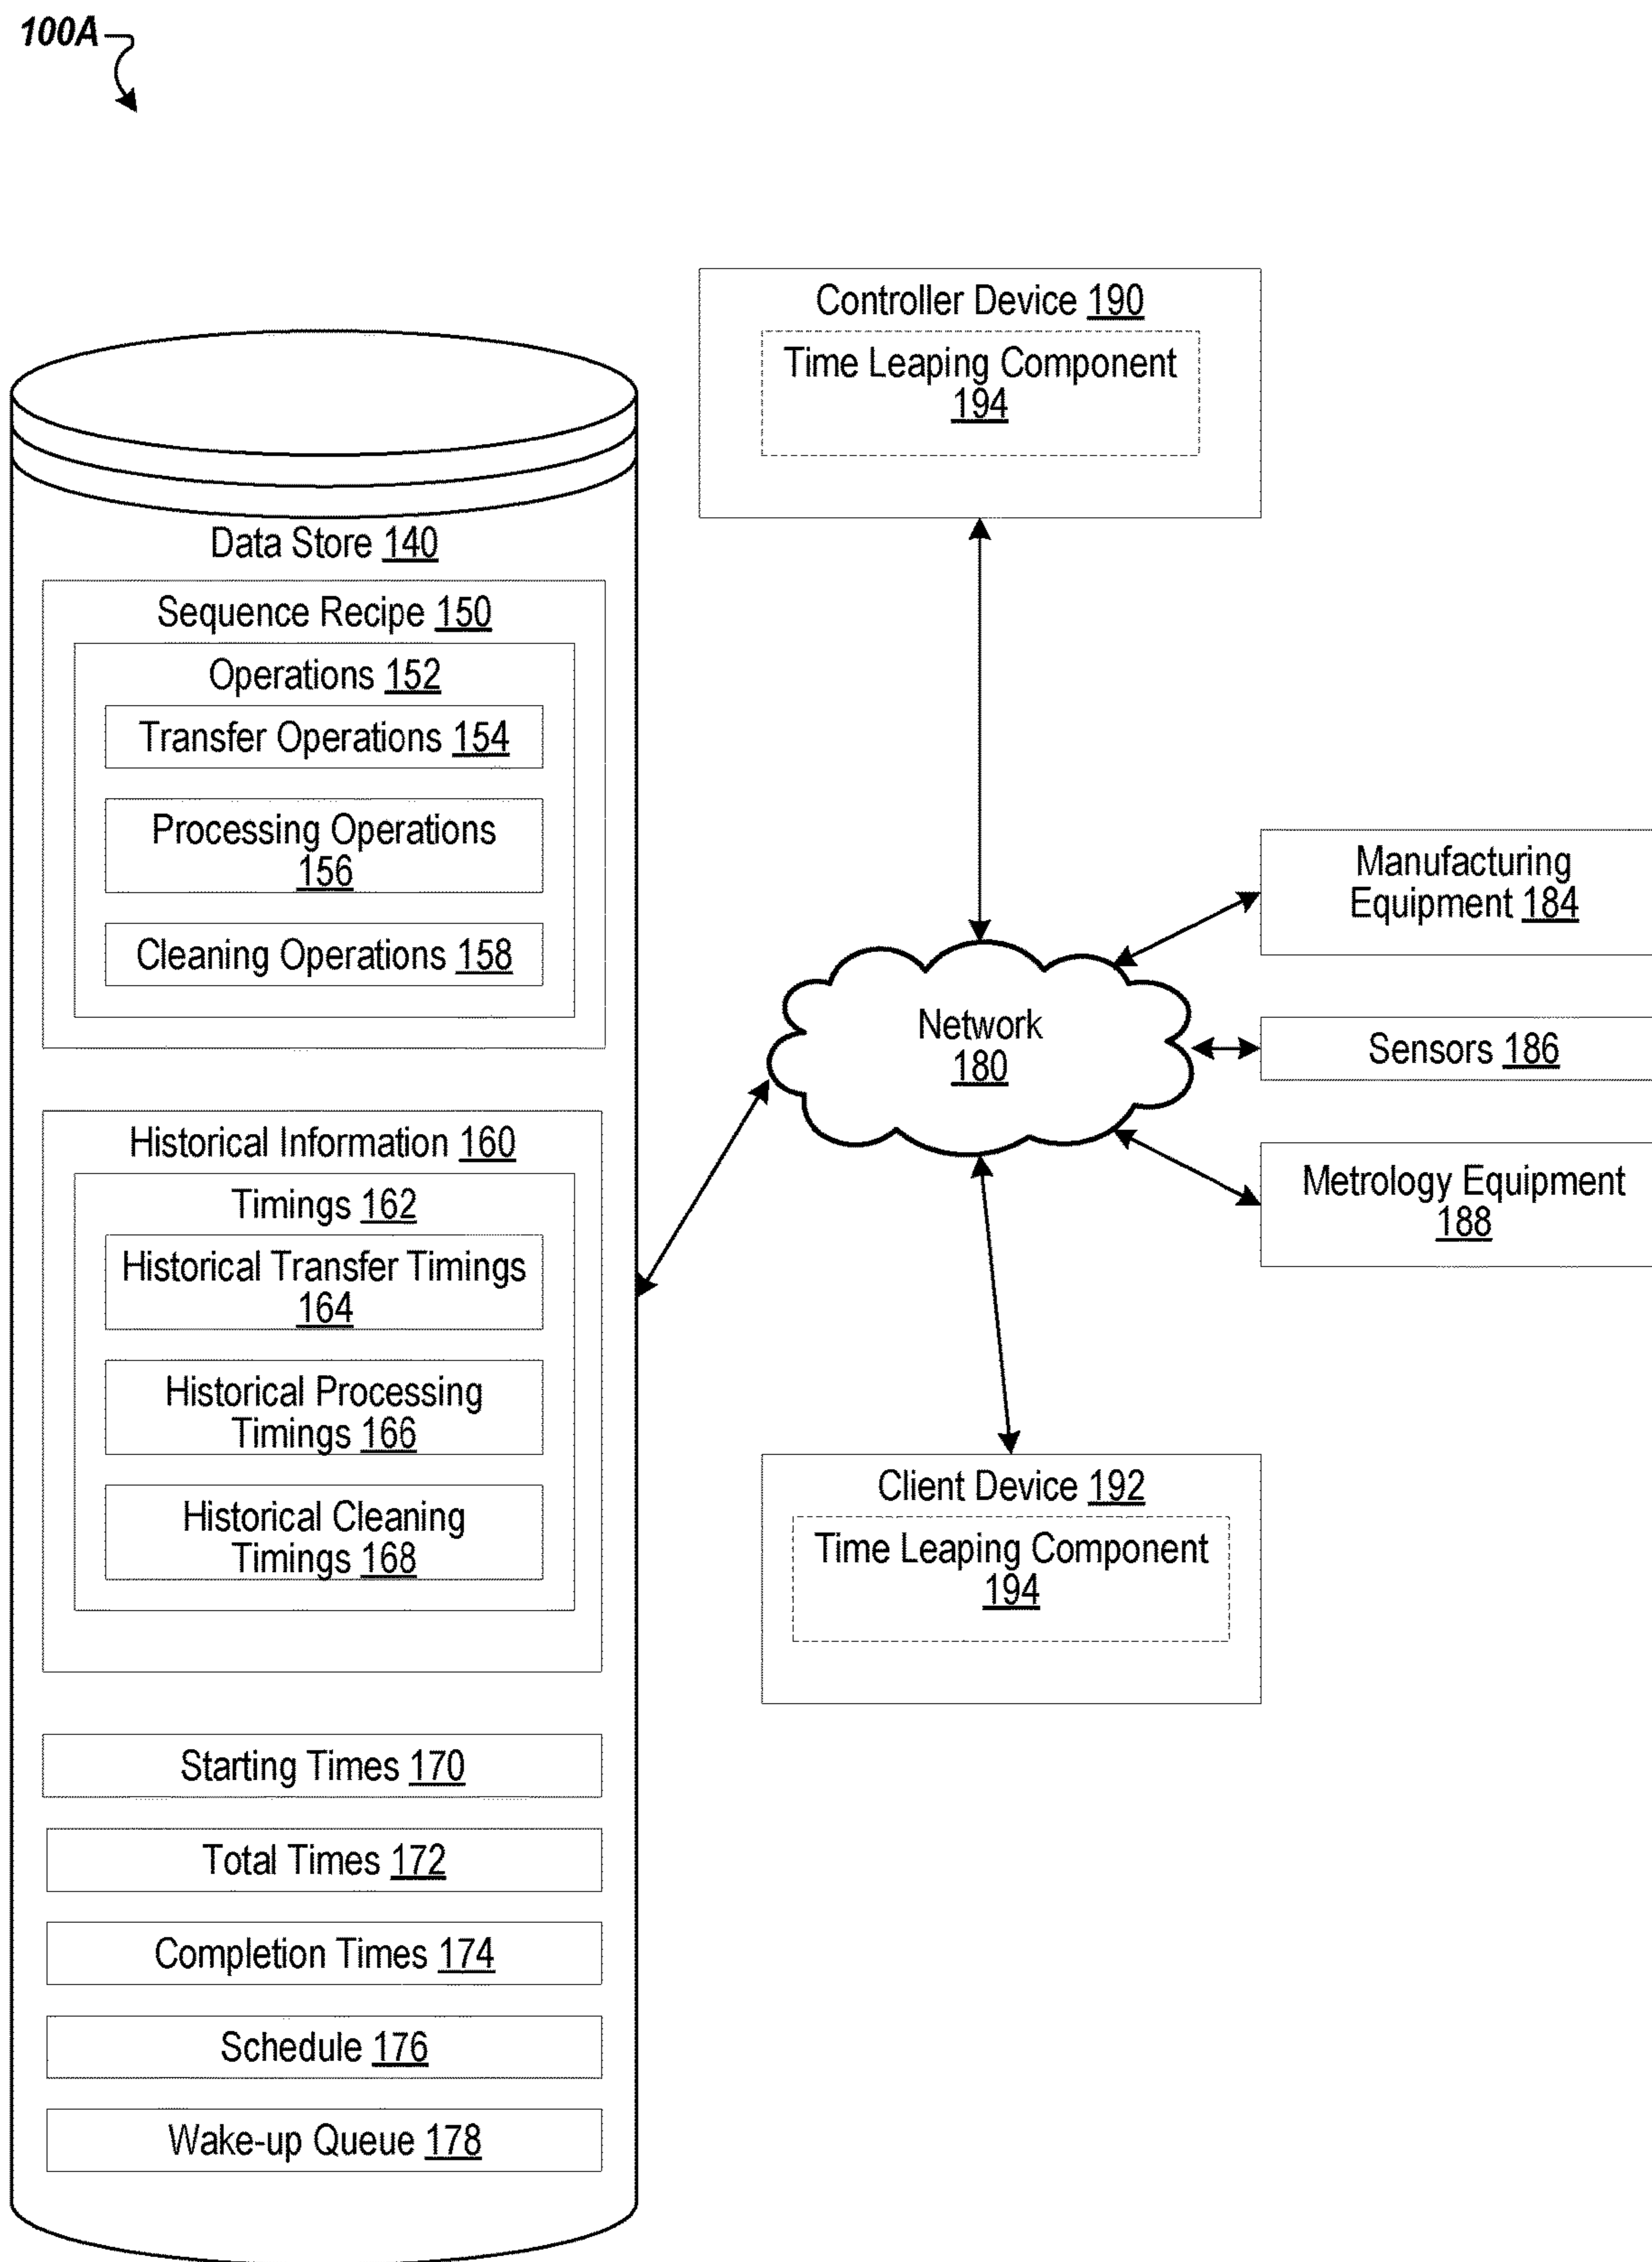 100A
Controller Device 190
Time Leaping Component
194
Data Store 140
Sequence Recipe 150
Operations 152
Transfer Operations 154
Processing Operations
156
Cleaning Operations 158
Historical Information 160
Timings 162
Historical Transfer Timings
164
Historical Processing
Timings 166
Historical Cleaning
Timings 168
Starting Times 170
Total Times 172
Completion Times 174
Schedule 176
Wake-up Queue 178
Network
180
Manufacturing
Equipment 184
Sensors 186
Metrology Equipment
188
Client Device 192
Time Leaping Component
194